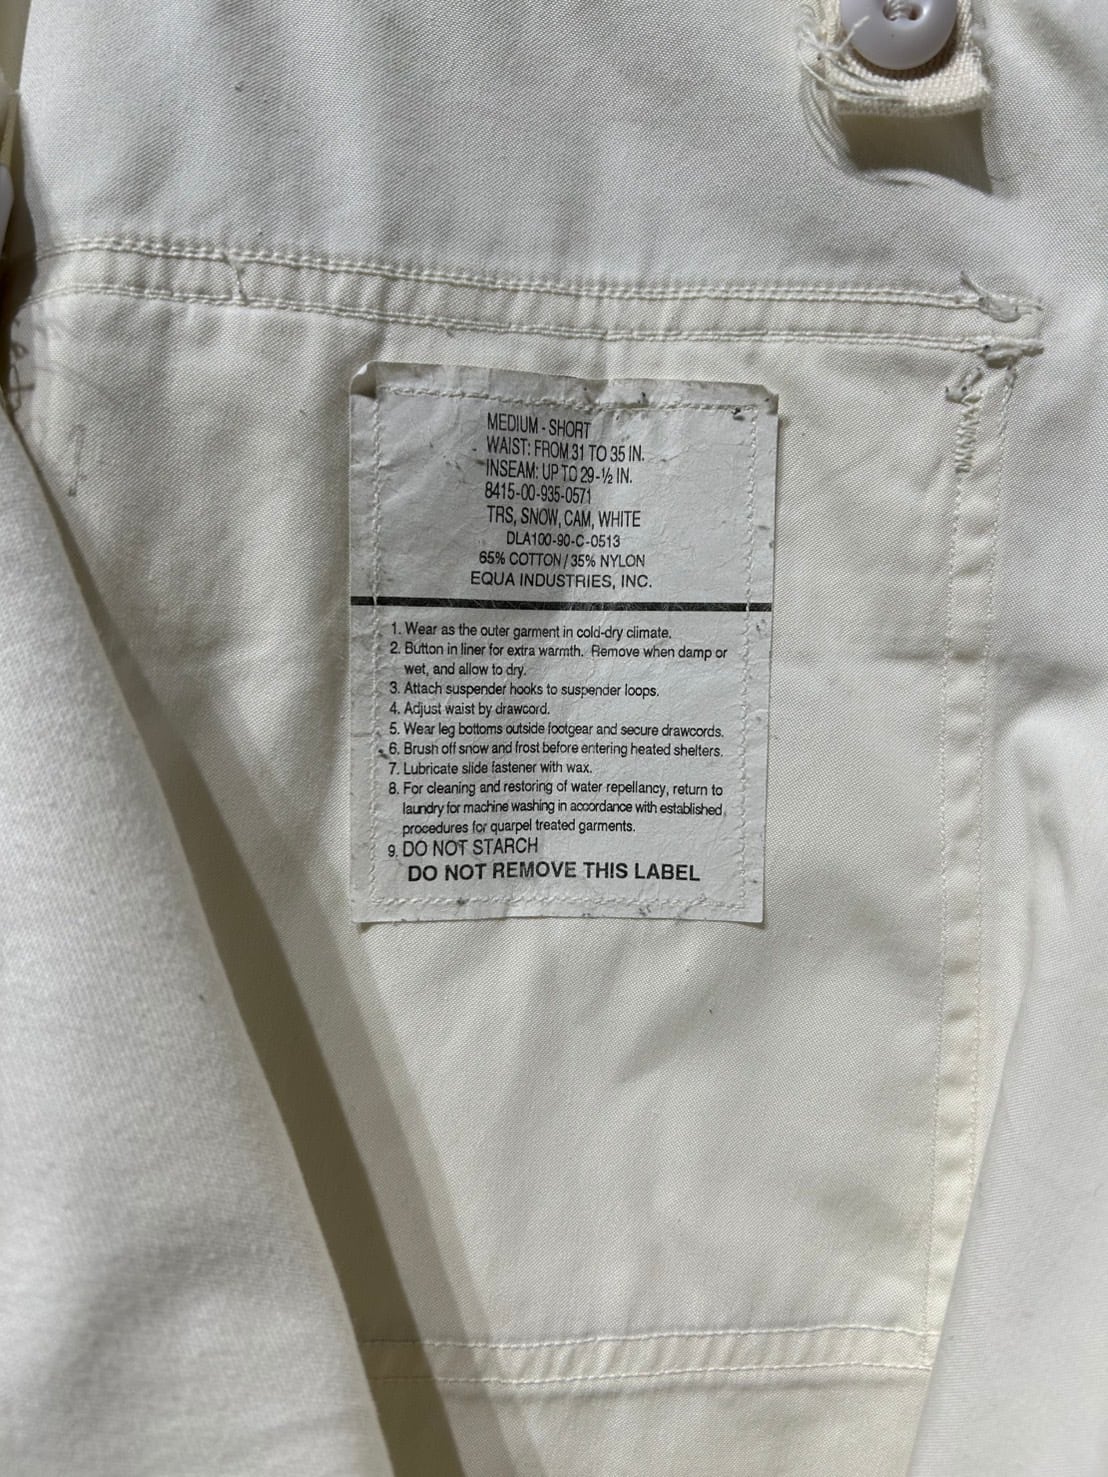 MEDIUM - SHORT
WAIST: FROM 31 TO 35 IN.
INSEAM: UP TO 29-½ IN.
8415-00-935-0571
TRS, SNOW, CAM, WHITE
DLA100-90-C-0513
65% COTTON / 35% NYLON
EQUA INDUSTRIES, INC.
1. Wear as the outer garment in cold-dry climate.
2. Button in liner for extra warmth. Remove when damp or
wet, and allow to dry.
3. Attach suspender hooks to suspender loops.
4. Adjust waist by drawcord.
5. Wear leg bottoms outside footgear and secure drawcords.
6. Brush off snow and frost before entering heated shelters.
7. Lubricate slide fastener with wax.
8. For cleaning and restoring of water repellancy, return to
laundry for machine washing in accordance with established
procedures for quarpel treated garments.
9. DO NOT STARCH
DO NOT REMOVE THIS LABEL